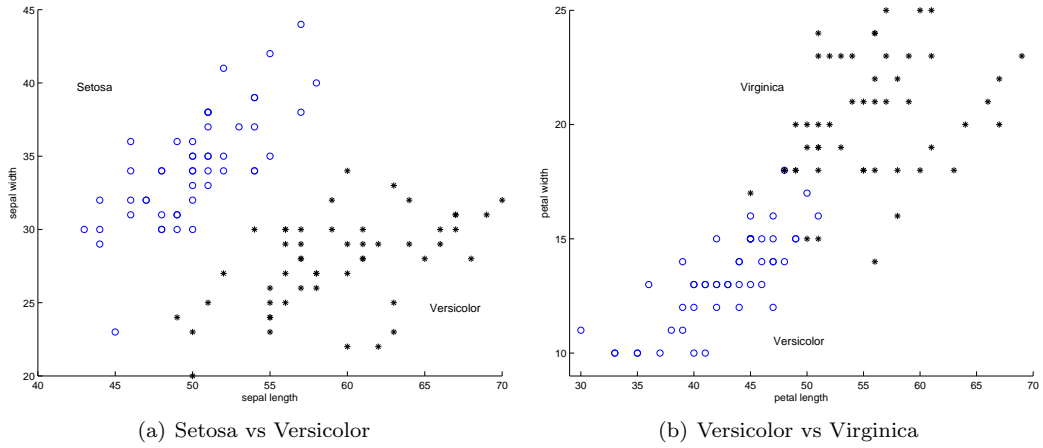 45
40
35
30
25
20
40 45 50 55 60 65 70
sepal width
sepal length
Setosa
Versicolor
(a) Setosa vs Versicolor
25
20
15
10
30 35 40 45 50 55 60 65 70
petal width
petal length
Virginica
Versicolor
(b) Versicolor vs Virginica